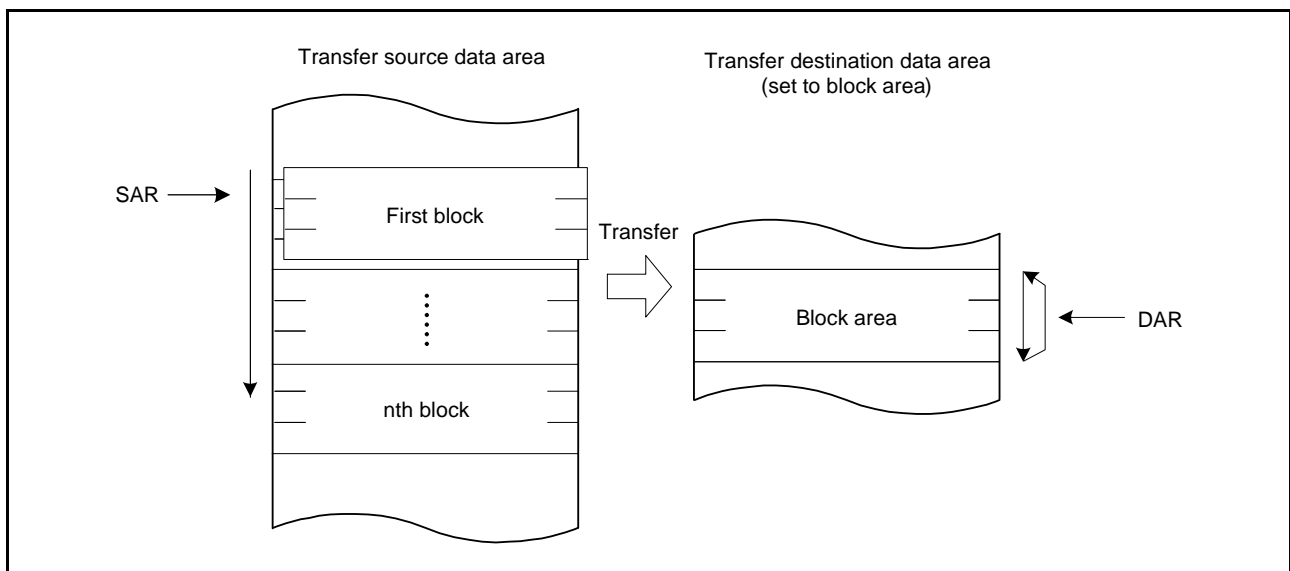 Transfer source data area
Transfer destination data area
(set to block area)
SAR
First block
Transfer
Block area
DAR
nth block